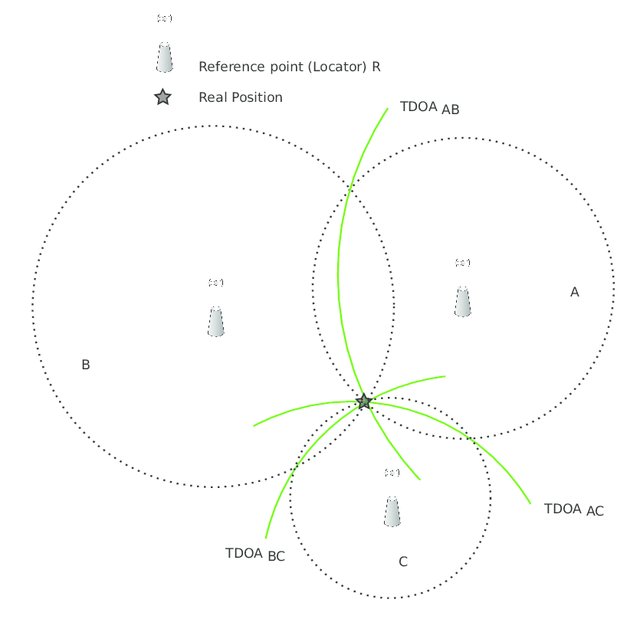 Reference point (Locator) R
Real Position
TDOA AB
A
B
TDOA AC
TDOA BC
C